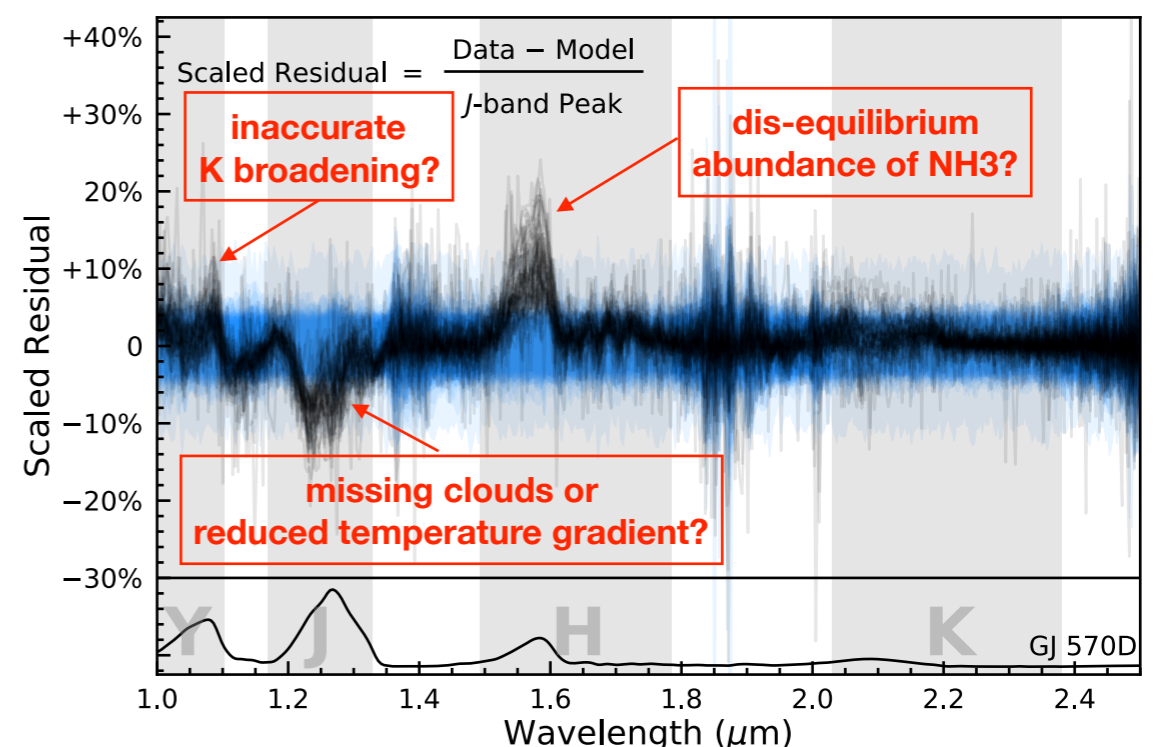 +40%
+30%
20%
+10%
0
−10%
−20%
−30%
Scaled Residual
Scaled Residual = Data − Model
J-band Peak
inaccurate
K broadening?
dis-equilibrium
abundance of NH3?
missing clouds or
reduced temperature gradient?
Y J H K
GJ 570D
1.0 1.2 1.4 1.6 1.8 2.0 2.2 2.4
Wavelength (μm)